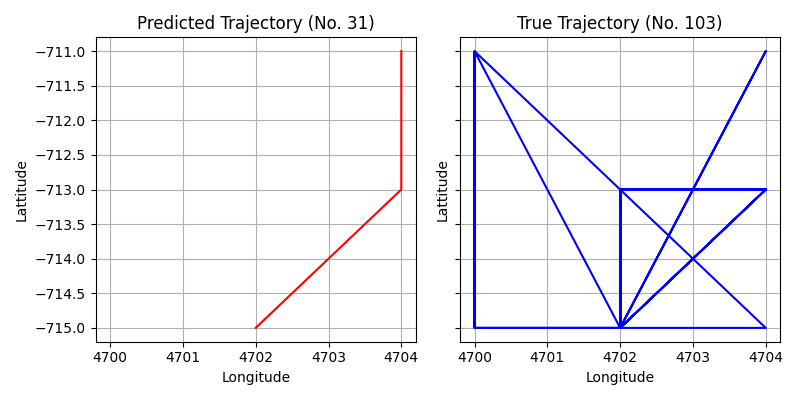 Predicted Trajectory (No. 31)
Lattitude
−711.0
−711.5
−712.0
−712.5
−713.0
−713.5
−714.0
−714.5
−715.0
4700 4701 4702 4703 4704
Longitude
True Trajectory (No. 103)
Lattitude
4700 4701 4702 4703 4704
Longitude